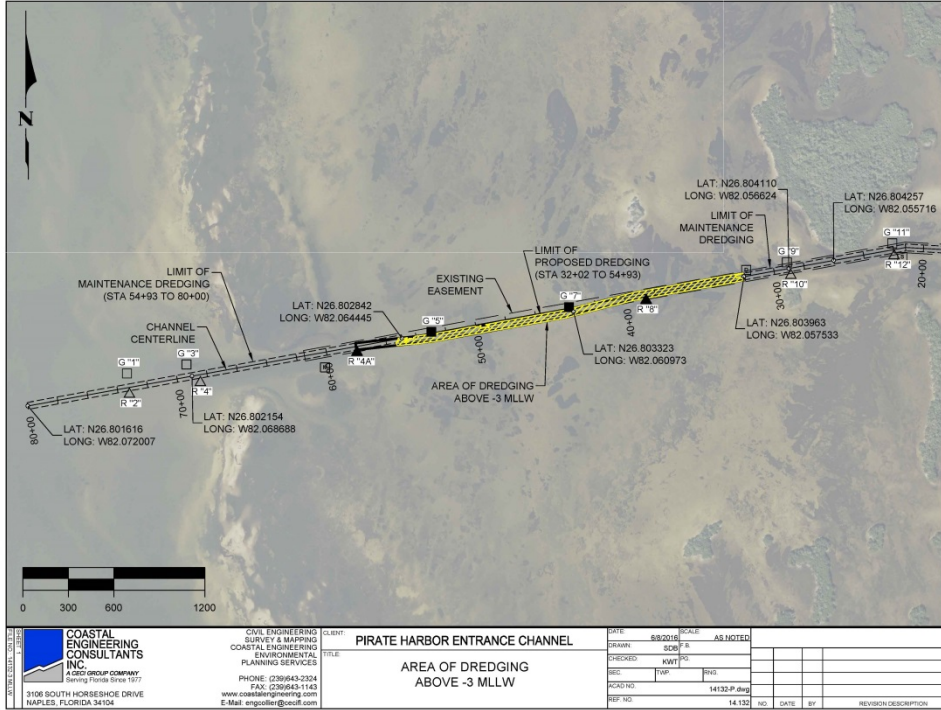 N
LAT: N26.804110
LONG: W82.056624
LAT: N26.804257
LONG: W82.055716
LIMIT OF
MAINTENANCE
DREDGING
G "11"
G "9"
R "12"
R "10"
20+00
30+00
LIMIT OF
PROPOSED DREDGING
(STA 32+02 TO 54+93)
LIMIT OF
MAINTENANCE DREDGING
(STA 54+93 TO 80+00)
EXISTING
EASEMENT
LAT: N26.802842
LONG: W82.064445
G "7"
G "5"
R "8"
40+00
LAT: N26.803963
LONG: W82.057533
CHANNEL
CENTERLINE
50+00
LAT: N26.803323
LONG: W82.060973
G "3"
G "1"
R "4A"
60+00
AREA OF DREDGING
ABOVE -3 MLLW
R "4"
R "2"
70+00
80+00
LAT: N26.802154
LONG: W82.068688
LAT: N26.801616
LONG: W82.072007
0 300 600 1200
SHEET 1
COASTAL
ENGINEERING
CONSULTANTS
INC.
A CECI GROUP COMPANY
Serving Florida Since 1977
3106 SOUTH HORSESHOE DRIVE
NAPLES, FLORIDA 34104
CIVIL ENGINEERING
SURVEY & MAPPING
COASTAL ENGINEERING
ENVIRONMENTAL
PLANNING SERVICES
PHONE: (239)643-2324
FAX: (239)643-1143
www.coastalengineering.com
E-Mail: engcollier@cecifl.com
CLIENT:
PIRATE HARBOR ENTRANCE CHANNEL
TITLE:
AREA OF DREDGING
ABOVE -3 MLLW
DATE: 6/8/2016 SCALE: AS NOTED
DRAWN: SDB F.B.
CHECKED: KWT PG.
SEC. TWP. RNG.
ACAD NO. 14132-P.dwg
REF. NO. 14.132
NO. DATE BY REVISION DESCRIPTION